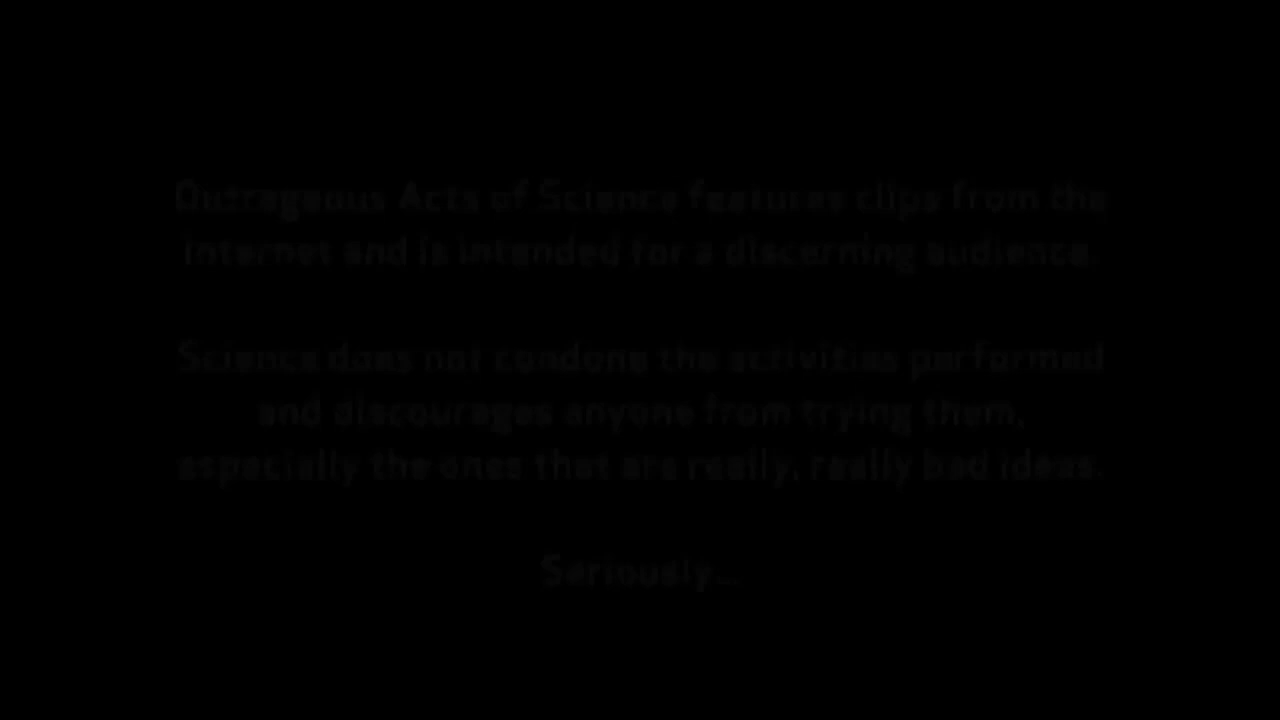 Outrageous Acts of Science features clips from the
internet and is intended for a discerning audience.
Science does not condone the activities performed
and discourages anyone from trying them,
especially the ones that are really, really bad ideas.
Seriously...